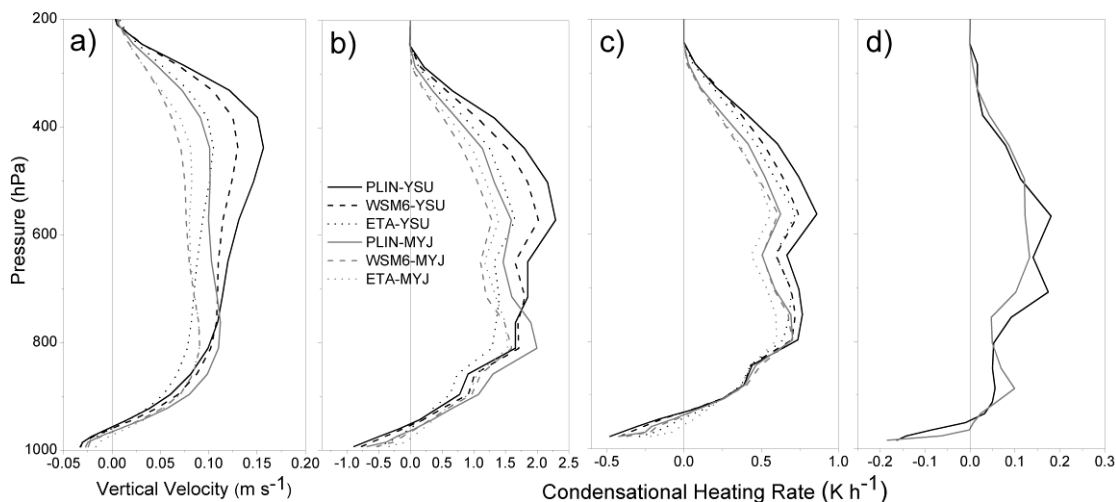 a)
b)
c)
d)
200
400
600
800
1000
Pressure (hPa)
PLIN-YSU
WSM6-YSU
ETA-YSU
PLIN-MYJ
WSM6-MYJ
ETA-MYJ
-0.05 0.00 0.05 0.10 0.15 0.20
-1.0 -0.5 0.0 0.5 1.0 1.5 2.0 2.5
-0.5 0.0 0.5 1.0
-0.2 -0.1 0.0 0.1 0.2 0.3
Vertical Velocity (m s⁻¹)
Condensational Heating Rate (K h⁻¹)